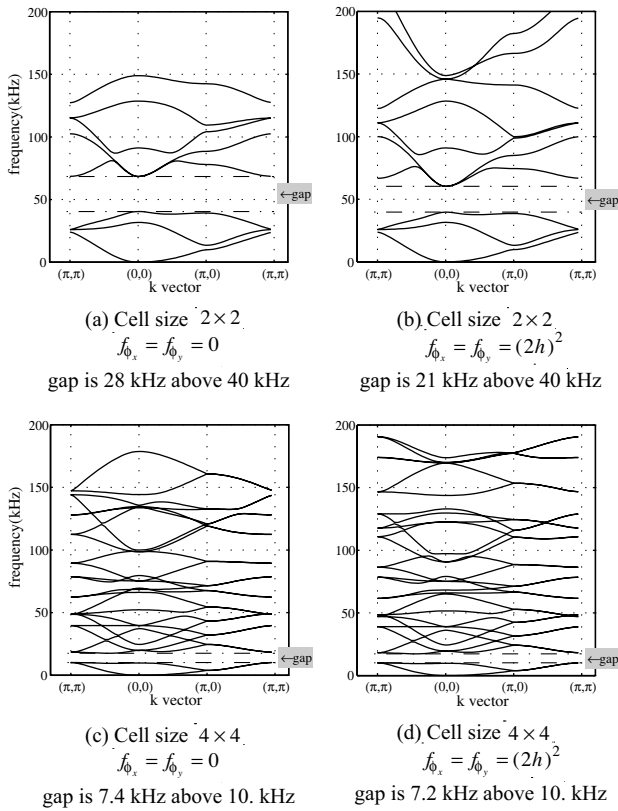 200
150
100
50
0
frequency(kHz)
←gap
(π,π) (0,0) (π,0) (π,π)
k vector
(a) Cell size 2 × 2
f_ϕx = f_ϕy = 0
gap is 28 kHz above 40 kHz
200
150
100
50
0
←gap
(π,π) (0,0) (π,0) (π,π)
k vector
(b) Cell size 2 × 2
f_ϕx = f_ϕy = (2h)²
gap is 21 kHz above 40 kHz
200
150
100
50
0
frequency(kHz)
←gap
(π,π) (0,0) (π,0) (π,π)
k vector
(c) Cell size 4 × 4
f_ϕx = f_ϕy = 0
gap is 7.4 kHz above 10. kHz
200
150
100
50
0
←gap
(π,π) (0,0) (π,0) (π,π)
k vector
(d) Cell size 4 × 4
f_ϕx = f_ϕy = (2h)²
gap is 7.2 kHz above 10. kHz